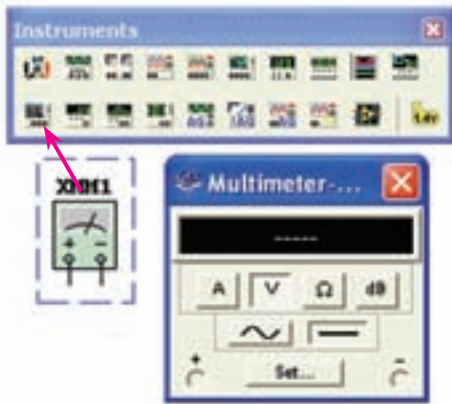 Instruments
XMM1
+ −
Multimeter-...
-----
A V Ω dB
+ −
Set...